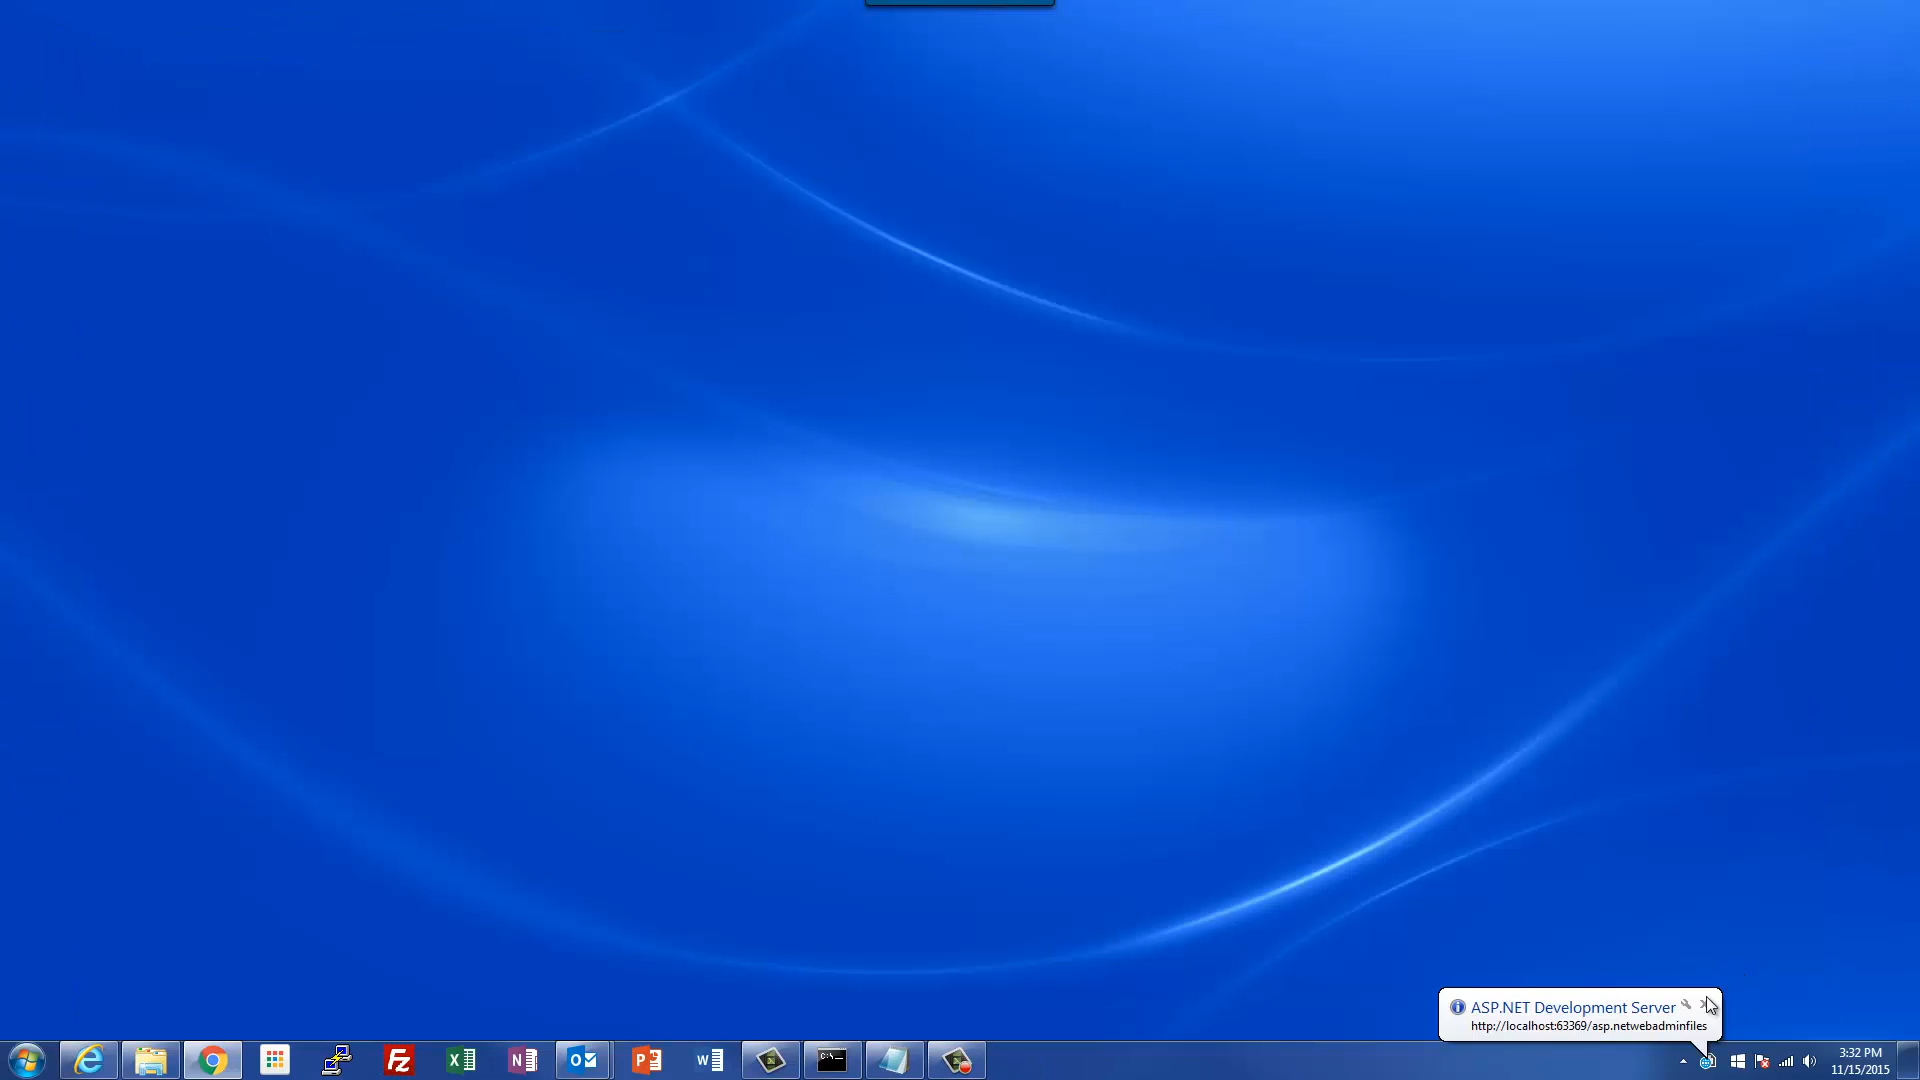 ASP.NET Development Server
http://localhost:63369/asp.netwebadminfiles
3:32 PM
11/15/2015